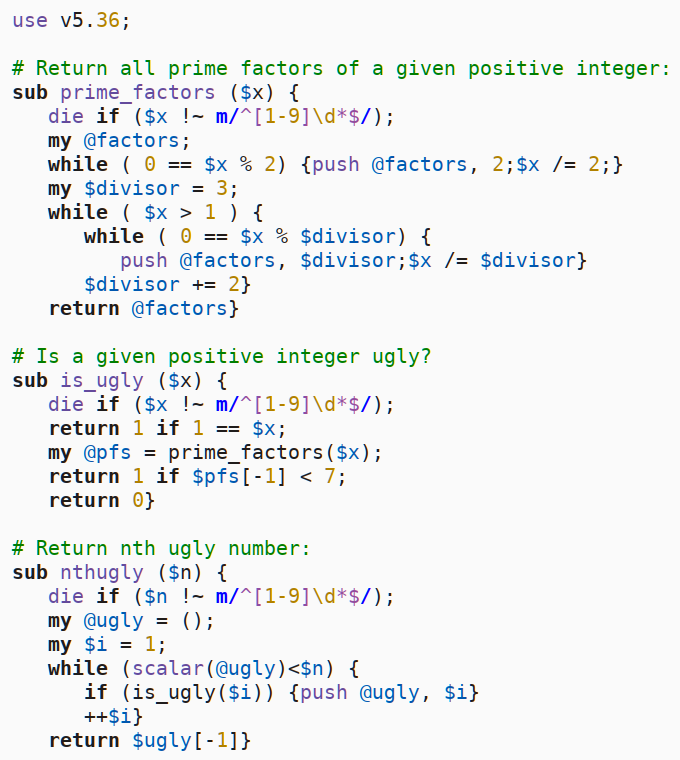 use v5.36;

# Return all prime factors of a given positive integer:
sub prime_factors ($x) {
   die if ($x !~ m/^[1-9]\d*$/);
   my @factors;
   while ( 0 == $x % 2) {push @factors, 2;$x /= 2;}
   my $divisor = 3;
   while ( $x > 1 ) {
      while ( 0 == $x % $divisor) {
         push @factors, $divisor;$x /= $divisor}
      $divisor += 2}
   return @factors}

# Is a given positive integer ugly?
sub is_ugly ($x) {
   die if ($x !~ m/^[1-9]\d*$/);
   return 1 if 1 == $x;
   my @pfs = prime_factors($x);
   return 1 if $pfs[-1] < 7;
   return 0}

# Return nth ugly number:
sub nthugly ($n) {
   die if ($n !~ m/^[1-9]\d*$/);
   my @ugly = ();
   my $i = 1;
   while (scalar(@ugly)<$n) {
      if (is_ugly($i)) {push @ugly, $i}
      ++$i}
   return $ugly[-1]}